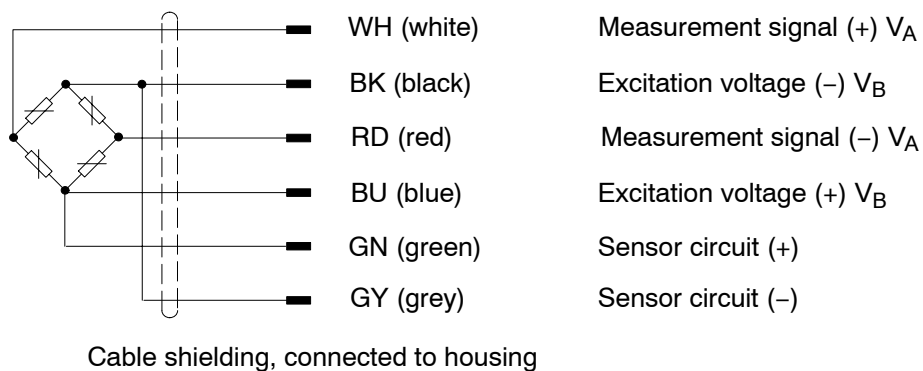 WH (white) Measurement signal (+) VA
BK (black) Excitation voltage (−) VB
RD (red) Measurement signal (−) VA
BU (blue) Excitation voltage (+) VB
GN (green) Sensor circuit (+)
GY (grey) Sensor circuit (−)
Cable shielding, connected to housing